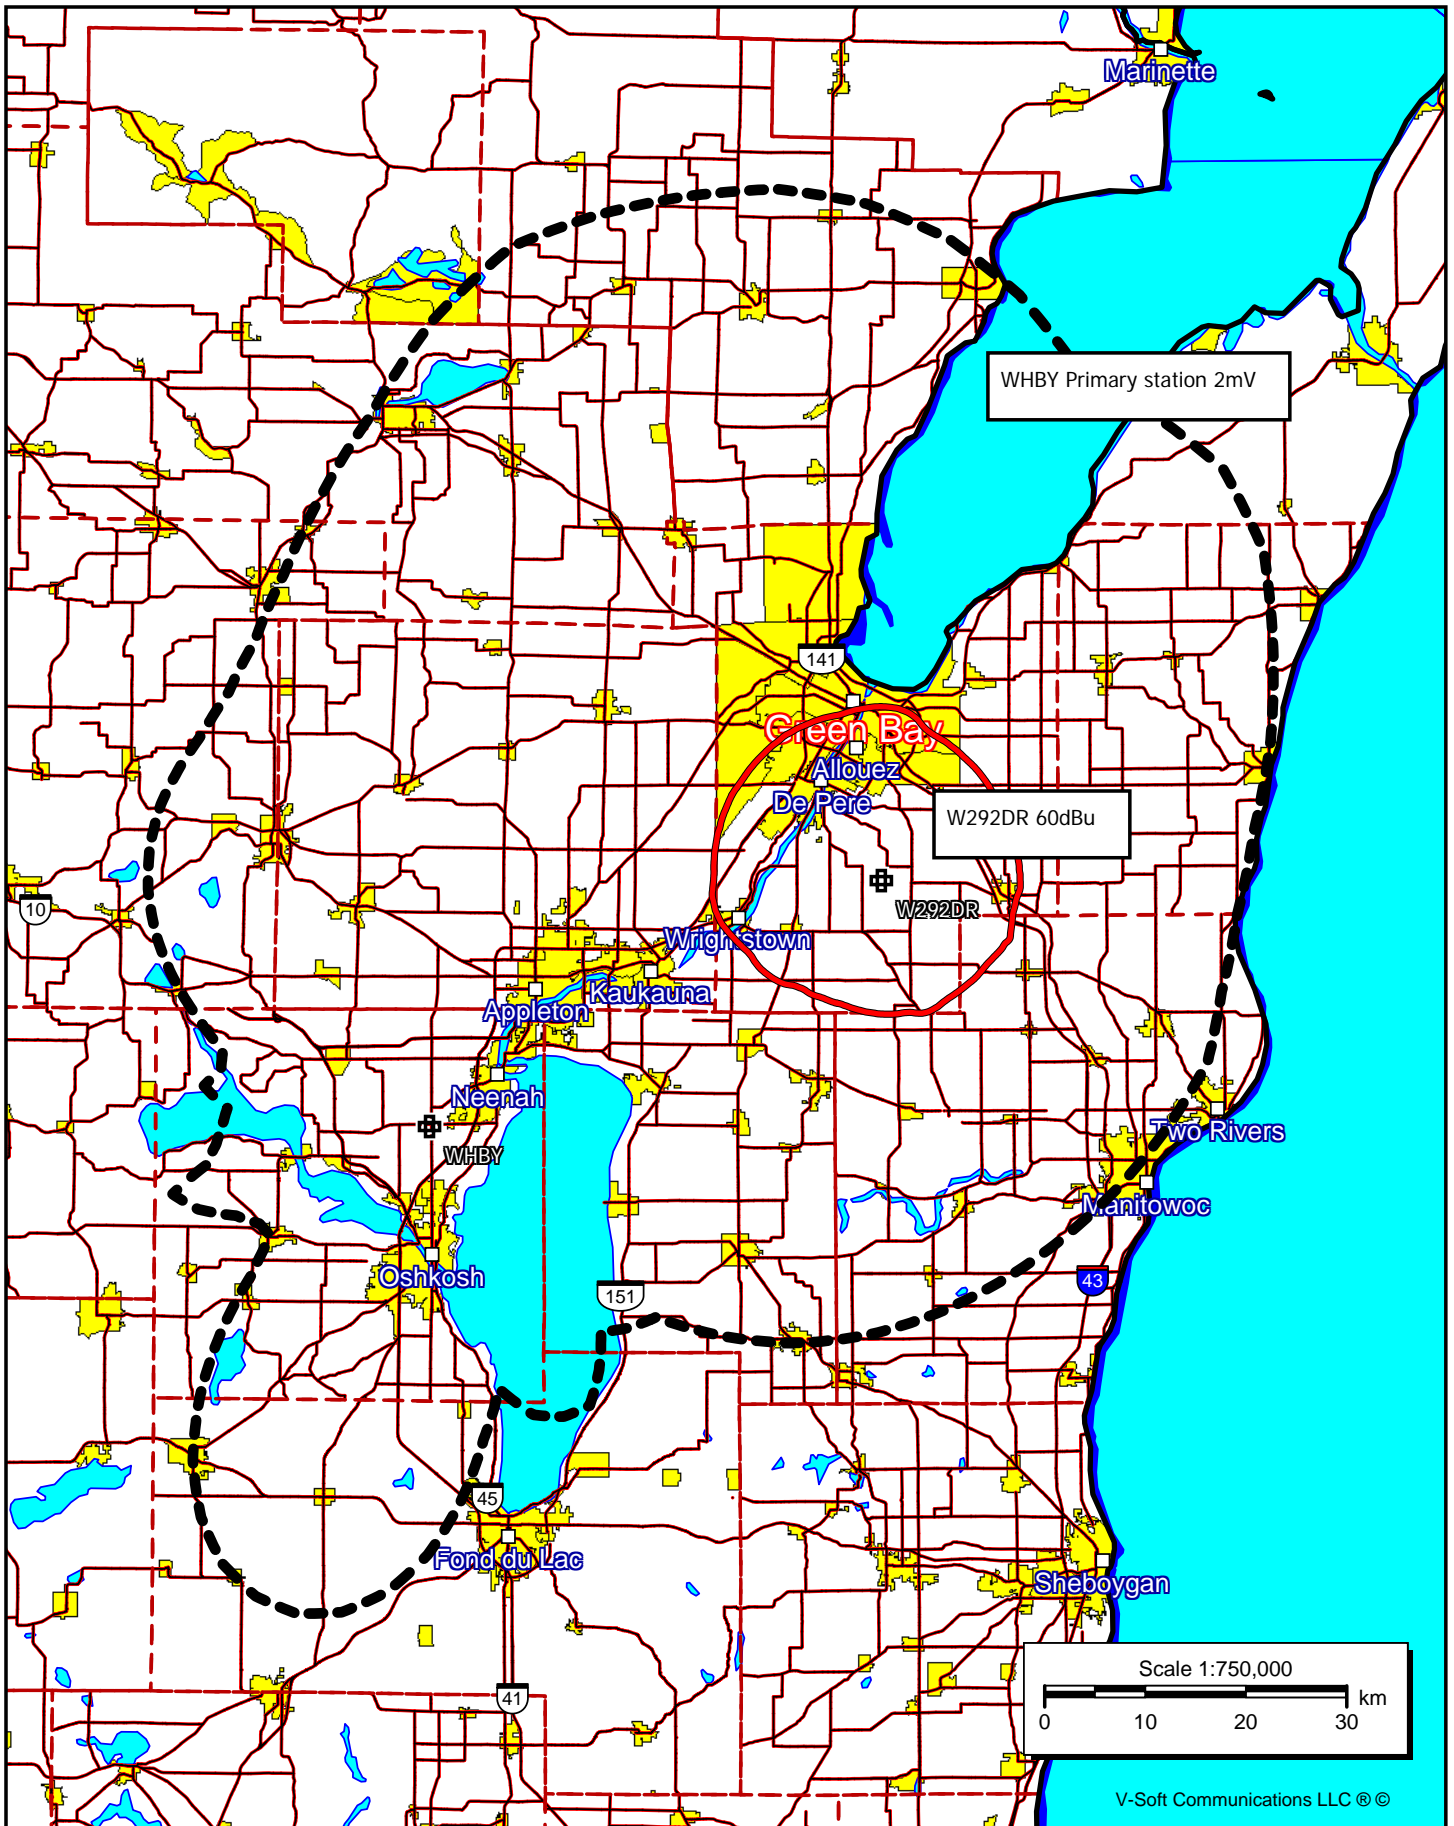 Marinette
WHBY Primary station 2mV
141
Green Bay
Allouez
De Pere
W292DR 60dBu
10
W292DR
Wrightstown
Kaukauna
Appleton
Neenah
Two Rivers
WHBY
Manitowoc
Oshkosh
43
151
45
Fond du Lac
Sheboygan
Scale 1:750,000
km
0 10 20 30
41
V-Soft Communications LLC ® ©